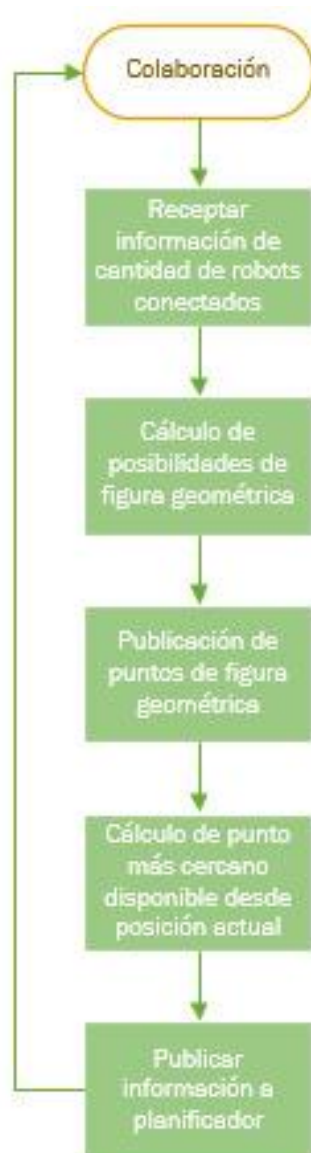 Colaboración
Receptar
información de
cantidad de robots
conectados
Cálculo de
posibilidades de
figura geométrica
Publicación de
puntos de figura
geométrica
Cálculo de punto
más cercano
disponible desde
posición actual
Publicar
información a
planificador